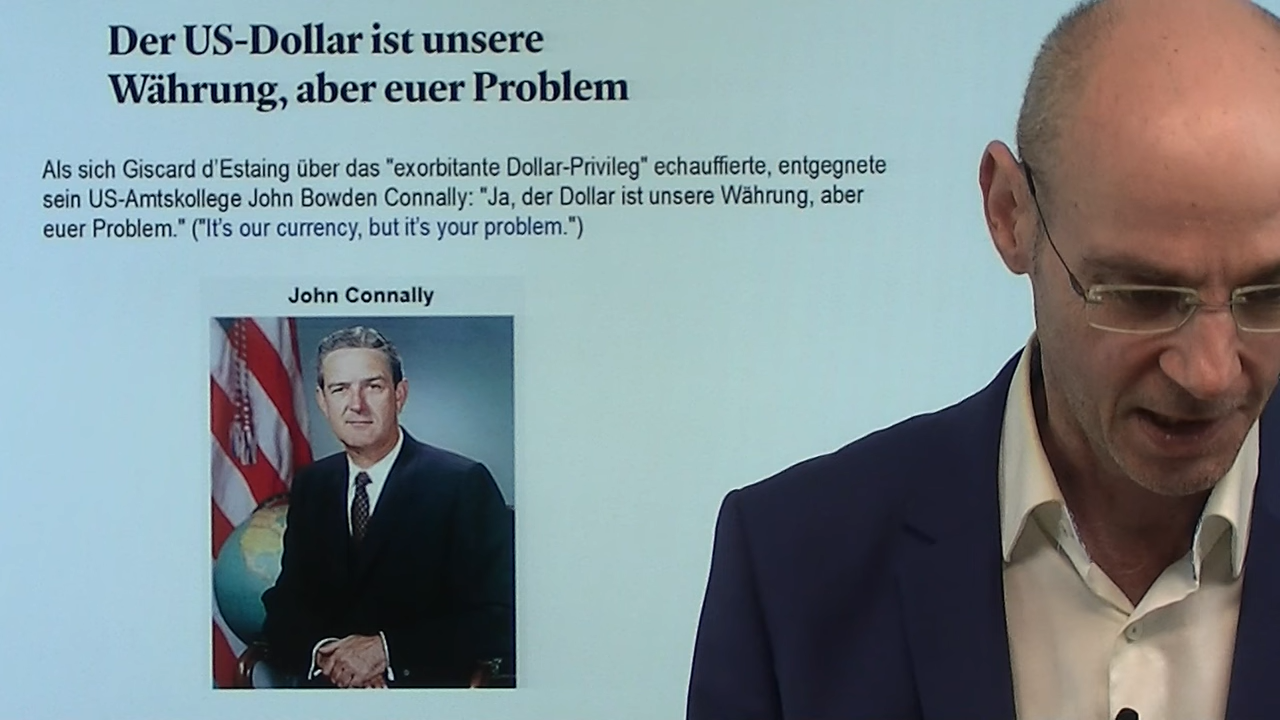 Der US-Dollar ist unsere
Währung, aber euer Problem
Als sich Giscard d'Estaing über das "exorbitante Dollar-Privileg" echauffierte, entgegnete
sein US-Amtskollege John Bowden Connally: "Ja, der Dollar ist unsere Währung, aber
euer Problem." ("It's our currency, but it's your problem.")
John Connally